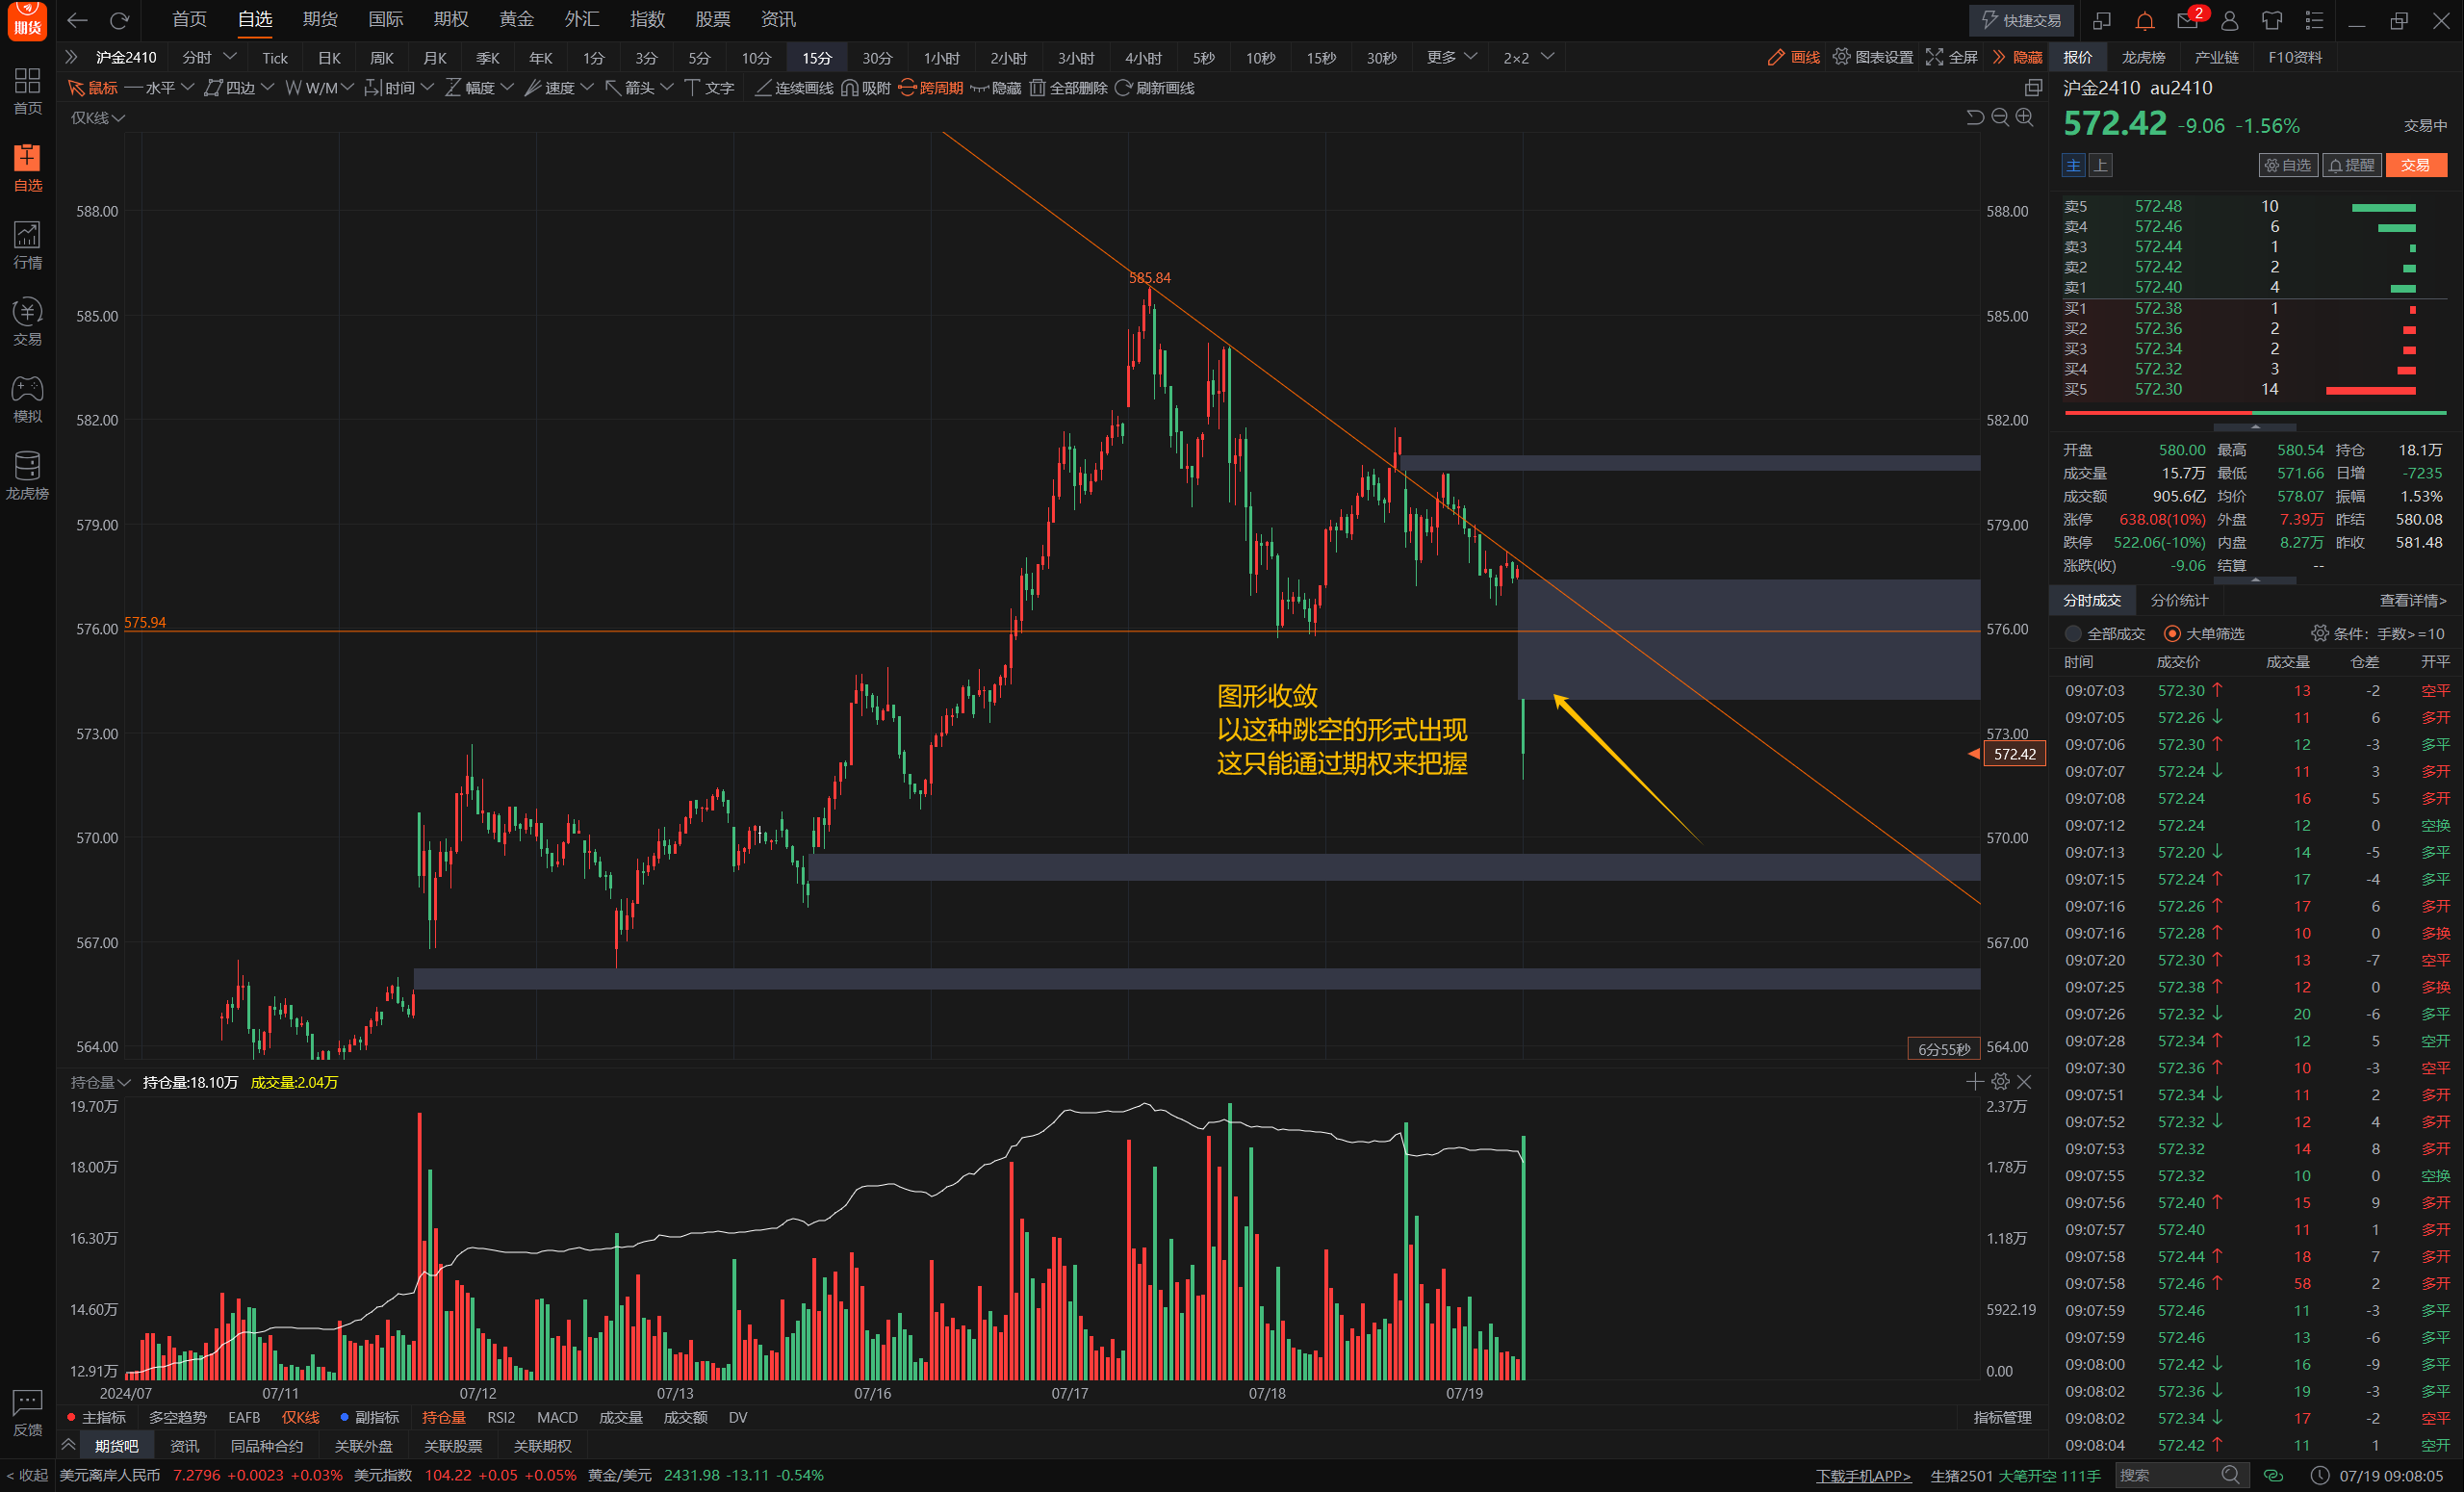 期货
首页 自选 期货 国际 期权 黄金 外汇 指数 股票 资讯
快捷交易 2
沪金2410 分时 Tick 日K 周K 月K 季K 年K 1分 3分 5分 10分 15分 30分 1小时 2小时 3小时 4小时 5秒 10秒 15秒 30秒 更多 2×2
画线 图表设置 全屏 隐藏
报价 龙虎榜 产业链 F10资料
鼠标 水平 四边 W/M 时间 幅度 速度 箭头 文字 连续画线 吸附 跨周期 隐藏 全部删除 刷新画线
首页
自选
行情
交易
模拟
龙虎榜
反馈
仅K线
588.00
585.00
582.00
579.00
576.00
573.00
570.00
567.00
564.00
585.84
575.94
图形收敛
以这种跳空的形式出现
这只能通过期权来把握
588.00
585.00
582.00
579.00
576.00
573.00
572.42
570.00
567.00
564.00
6分55秒
持仓量 持仓量:18.10万 成交量:2.04万
19.70万
18.00万
16.30万
14.60万
12.91万
2.37万
1.78万
1.18万
5922.19
0.00
2024/07 07/11 07/12 07/13 07/16 07/17 07/18 07/19
主指标 多空趋势 EAFB 仅K线 副指标 持仓量 RSI2 MACD 成交量 成交额 DV 指标管理
期货吧 资讯 同品种合约 关联外盘 关联股票 关联期权
沪金2410 au2410
572.42 -9.06 -1.56% 交易中
主 上 自选 提醒 交易
卖5 572.48 10
卖4 572.46 6
卖3 572.44 1
卖2 572.42 2
卖1 572.40 4
买1 572.38 1
买2 572.36 2
买3 572.34 2
买4 572.32 3
买5 572.30 14
开盘 580.00 最高 580.54 持仓 18.1万
成交量 15.7万 最低 571.66 日增 -7235
成交额 905.6亿 均价 578.07 振幅 1.53%
涨停 638.08(10%) 外盘 7.39万 昨结 580.08
跌停 522.06(-10%) 内盘 8.27万 昨收 581.48
涨跌(收) -9.06 结算 --
分时成交 分价统计 查看详情>
全部成交 大单筛选 条件：手数>=10
时间 成交价 成交量 仓差 开平
09:07:03 572.30 ↑ 13 -2 空平
09:07:05 572.26 ↓ 11 6 多开
09:07:06 572.30 ↑ 12 -3 多平
09:07:07 572.24 ↓ 11 3 多开
09:07:08 572.24 16 5 多开
09:07:12 572.24 12 0 空换
09:07:13 572.20 ↓ 14 -5 多平
09:07:15 572.24 ↑ 17 -4 多平
09:07:16 572.26 ↑ 17 6 多开
09:07:16 572.28 ↑ 10 0 多换
09:07:20 572.30 ↑ 13 -7 空平
09:07:25 572.38 ↑ 12 0 多换
09:07:26 572.32 ↓ 20 -6 多平
09:07:28 572.34 ↑ 12 5 空开
09:07:30 572.36 ↑ 10 -3 空平
09:07:51 572.34 ↓ 11 2 多开
09:07:52 572.32 ↓ 12 4 多开
09:07:53 572.32 14 8 多开
09:07:55 572.32 10 0 空换
09:07:56 572.40 ↑ 15 9 多开
09:07:57 572.40 11 1 多开
09:07:58 572.44 ↑ 18 7 多开
09:07:58 572.46 ↑ 58 2 多开
09:07:59 572.46 11 -3 多平
09:07:59 572.46 13 -6 多平
09:08:00 572.42 ↓ 16 -9 多平
09:08:02 572.36 ↓ 19 -3 多平
09:08:02 572.34 ↓ 17 -2 空平
09:08:04 572.42 ↑ 11 1 空开
< 收起 美元离岸人民币 7.2796 +0.0023 +0.03% 美元指数 104.22 +0.05 +0.05% 黄金/美元 2431.98 -13.11 -0.54% 下载手机APP> 生猪2501 大笔开空 111手 搜索 07/19 09:08:05